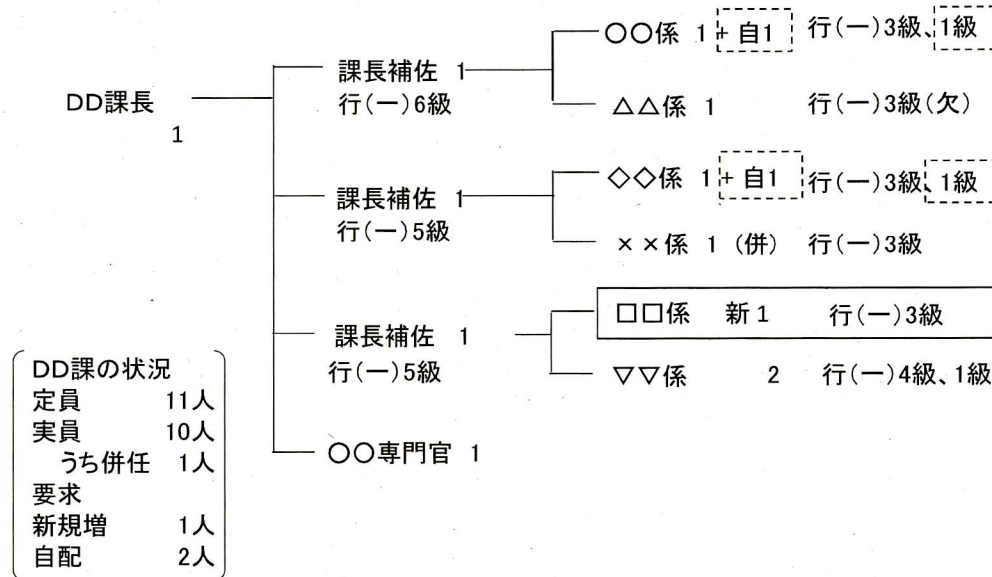 DD課長
1
課長補佐 1
行(一)6級
○○係 1 + 自1 行(一)3級、1級
△△係 1 行(一)3級(欠)
課長補佐 1
行(一)5級
◇◇係 1 + 自1 行(一)3級、1級
××係 1 (併) 行(一)3級
課長補佐 1
行(一)5級
□□係 新1 行(一)3級
▽▽係 2 行(一)4級、1級
○○専門官 1
DD課の状況
定員 11人
実員 10人
うち併任 1人
要求
新規増 1人
自配 2人